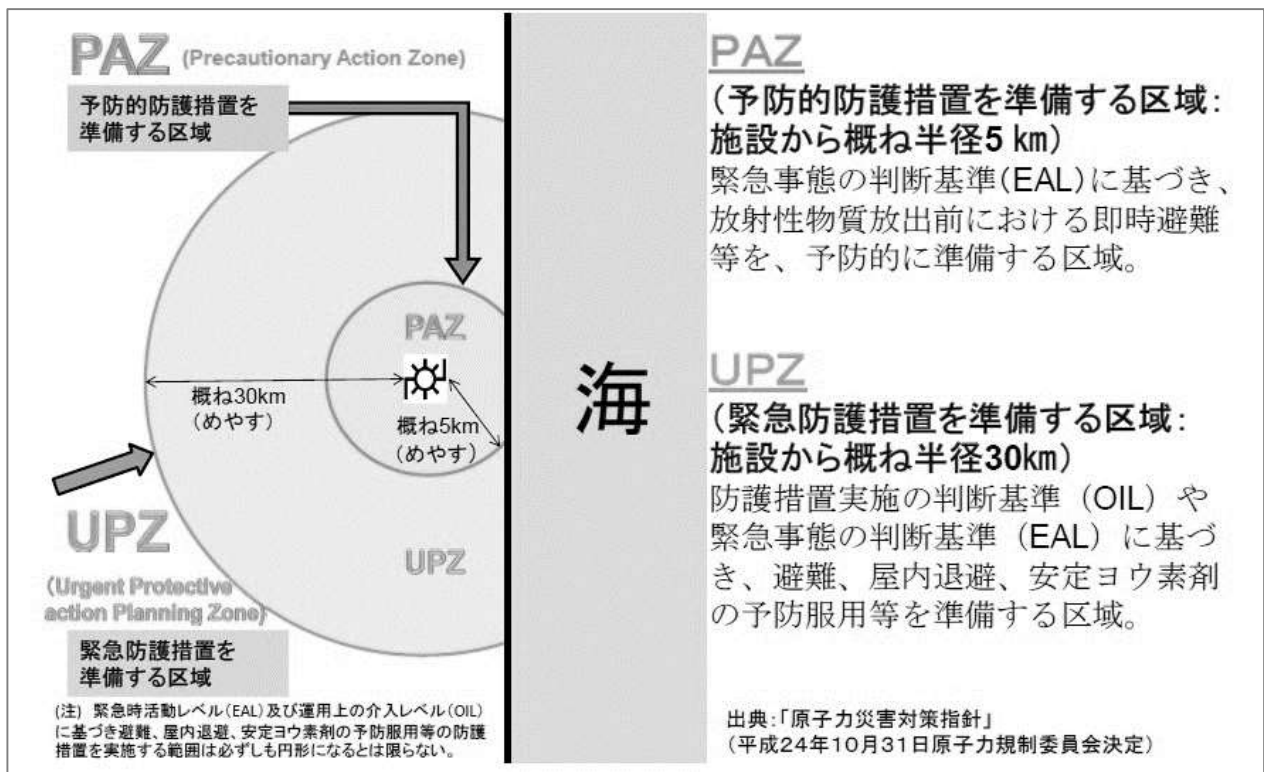 PAZ (Precautionary Action Zone)
予防的防護措置を
準備する区域
PAZ
概ね30km
(めやす)
概ね5km
(めやす)
UPZ
(Urgent Protective
action Planning Zone)
UPZ
緊急防護措置を
準備する区域
(注) 緊急時活動レベル(EAL)及び運用上の介入レベル(OIL)
に基づき避難、屋内退避、安定ヨウ素剤の予防服用等の防護
措置を実施する範囲は必ずしも円形になるとは限らない。
海
PAZ
(予防的防護措置を準備する区域:
施設から概ね半径5 km)
緊急事態の判断基準(EAL)に基づき、
放射性物質放出前における即時避難
等を、予防的に準備する区域。
UPZ
(緊急防護措置を準備する区域:
施設から概ね半径30km)
防護措置実施の判断基準（OIL）や
緊急事態の判断基準（EAL）に基づ
き、避難、屋内退避、安定ヨウ素剤
の予防服用等を準備する区域。
出典:「原子力災害対策指針」
(平成24年10月31日原子力規制委員会決定)